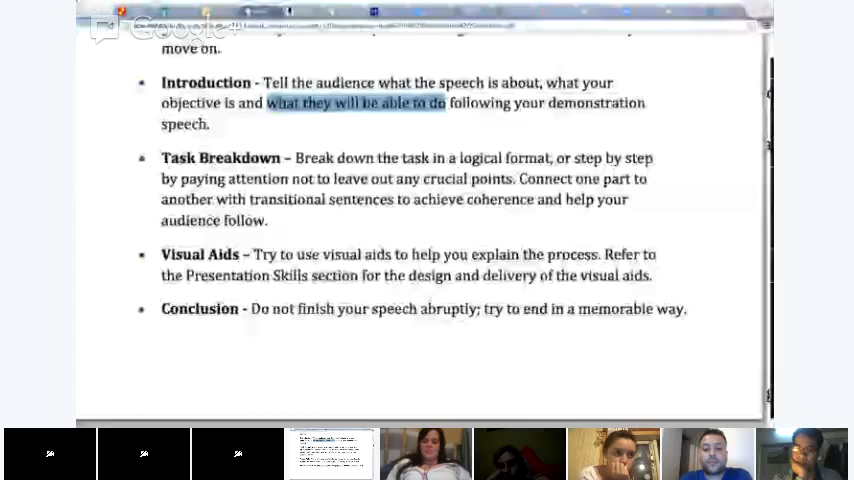 Google+
move on.
• Introduction - Tell the audience what the speech is about, what your
objective is and what they will be able to do following your demonstration
speech.
• Task Breakdown – Break down the task in a logical format, or step by step
by paying attention not to leave out any crucial points. Connect one part to
another with transitional sentences to achieve coherence and help your
audience follow.
• Visual Aids – Try to use visual aids to help you explain the process. Refer to
the Presentation Skills section for the design and delivery of the visual aids.
• Conclusion - Do not finish your speech abruptly; try to end in a memorable way.